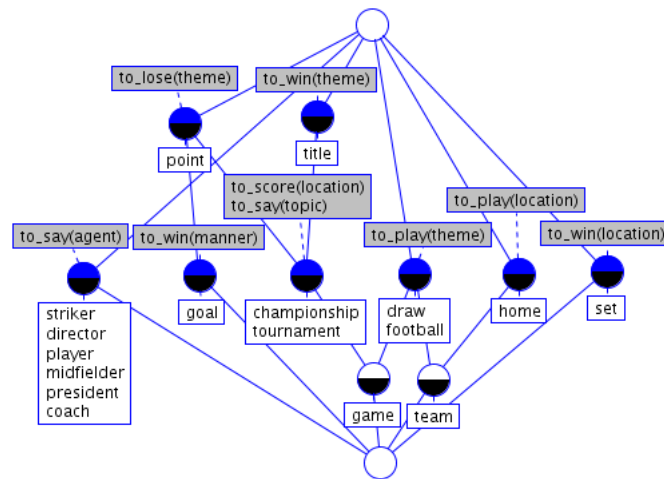 to_lose(theme)
to_win(theme)
point
title
to_score(location)
to_say(topic)
to_play(location)
to_say(agent)
to_win(manner)
to_play(theme)
to_win(location)
striker
director
player
midfielder
president
coach
goal
championship
tournament
draw
football
home
set
game
team